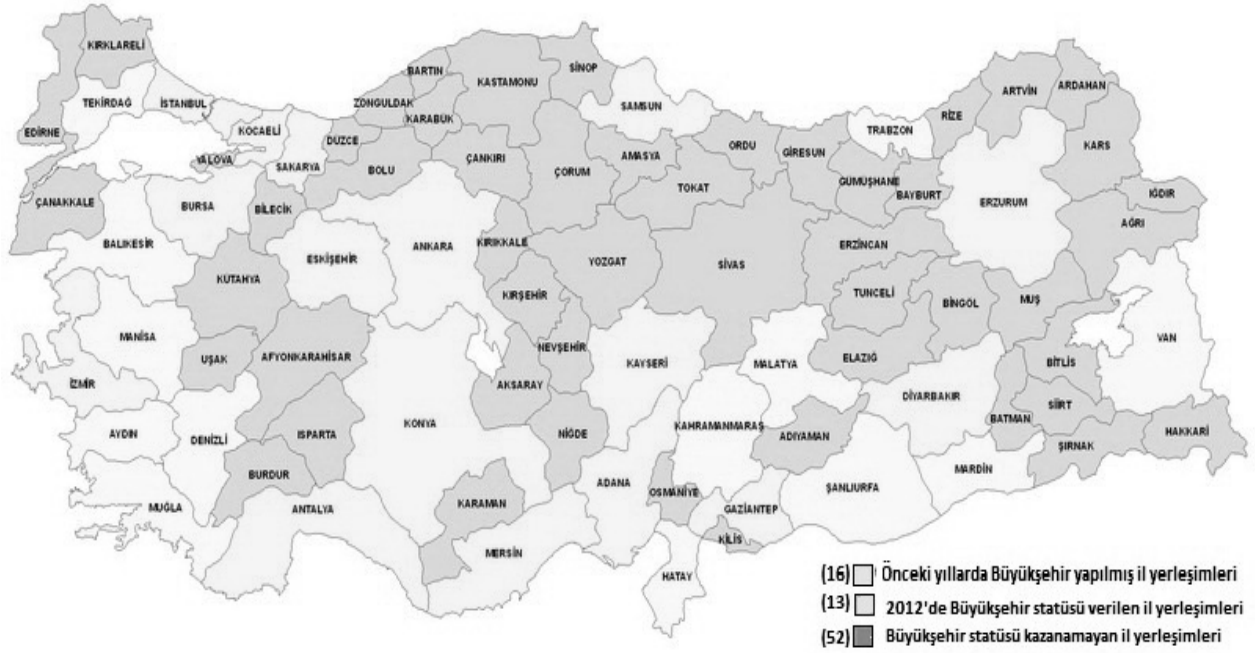 KIRKLARELİ
SİNOP
BARTIN
KASTAMONU
ARDAHAN
ARTVİN
TEKİRDAĞ
İSTANBUL
ZONGULDAK
SAMSUN
KARABÜK
RİZE
EDİRNE
KOCAELİ
TRABZON
DÜZCE
ORDU
KARS
YALOVA
SAKARYA
BOLU
ÇANKIRI
AMASYA
GİRESUN
ÇORUM
TOKAT
GÜMÜŞHANE
BAYBURT
IĞDIR
ÇANAKKALE
BURSA
BİLECİK
ERZURUM
AĞRI
BALIKESİR
ANKARA
KIRIKKALE
ERZİNCAN
ESKİŞEHİR
YOZGAT
SİVAS
KÜTAHYA
TUNCELİ
KIRŞEHİR
BİNGÖL
MUŞ
MANİSA
VAN
NEVŞEHİR
UŞAK
AFYONKARAHİSAR
KAYSERİ
MALATYA
ELAZIĞ
BİTLİS
İZMİR
AKSARAY
DİYARBAKIR
SİİRT
BATMAN
KONYA
KAHRAMANMARAŞ
AYDIN
DENİZLİ
ISPARTA
NİĞDE
ADIYAMAN
HAKKARİ
ŞIRNAK
BURDUR
MARDİN
ADANA
ŞANLIURFA
OSMANİYE
KARAMAN
MUĞLA
ANTALYA
GAZİANTEP
KİLİS
MERSİN
HATAY
(16) Önceki yıllarda Büyükşehir yapılmış il yerleşimleri
(13) 2012'de Büyükşehir statüsü verilen il yerleşimleri
(52) Büyükşehir statüsü kazanamayan il yerleşimleri